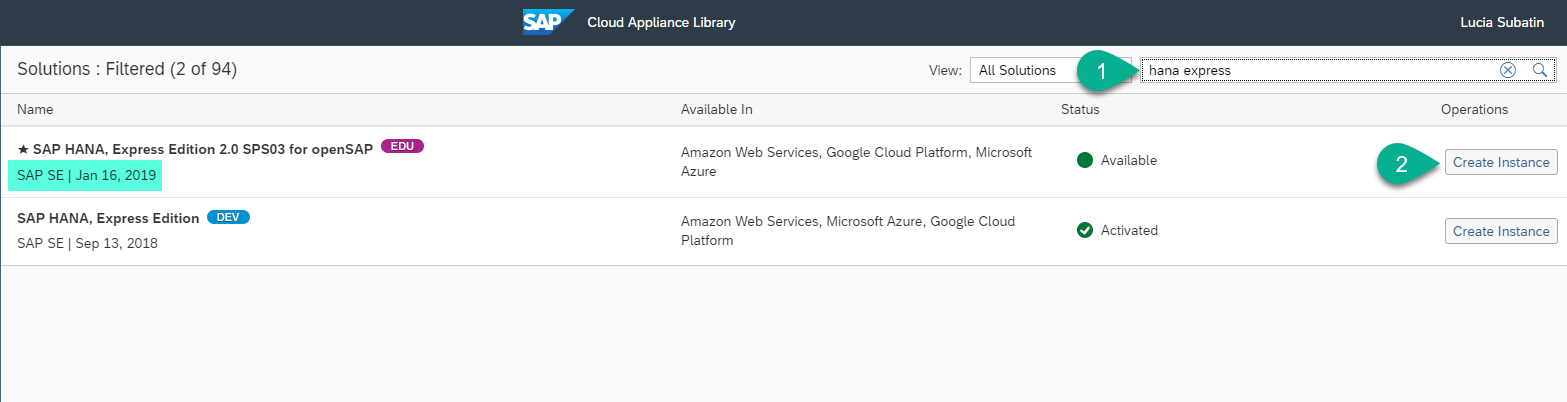 SAP Cloud Appliance Library Lucia Subatin
Solutions : Filtered (2 of 94) View: All Solutions 1 hana express
Name Available In Status Operations
★ SAP HANA, Express Edition 2.0 SPS03 for openSAP EDU
SAP SE | Jan 16, 2019
Amazon Web Services, Google Cloud Platform, Microsoft
Azure
Available
2 Create Instance
SAP HANA, Express Edition DEV
SAP SE | Sep 13, 2018
Amazon Web Services, Microsoft Azure, Google Cloud
Platform
Activated
Create Instance